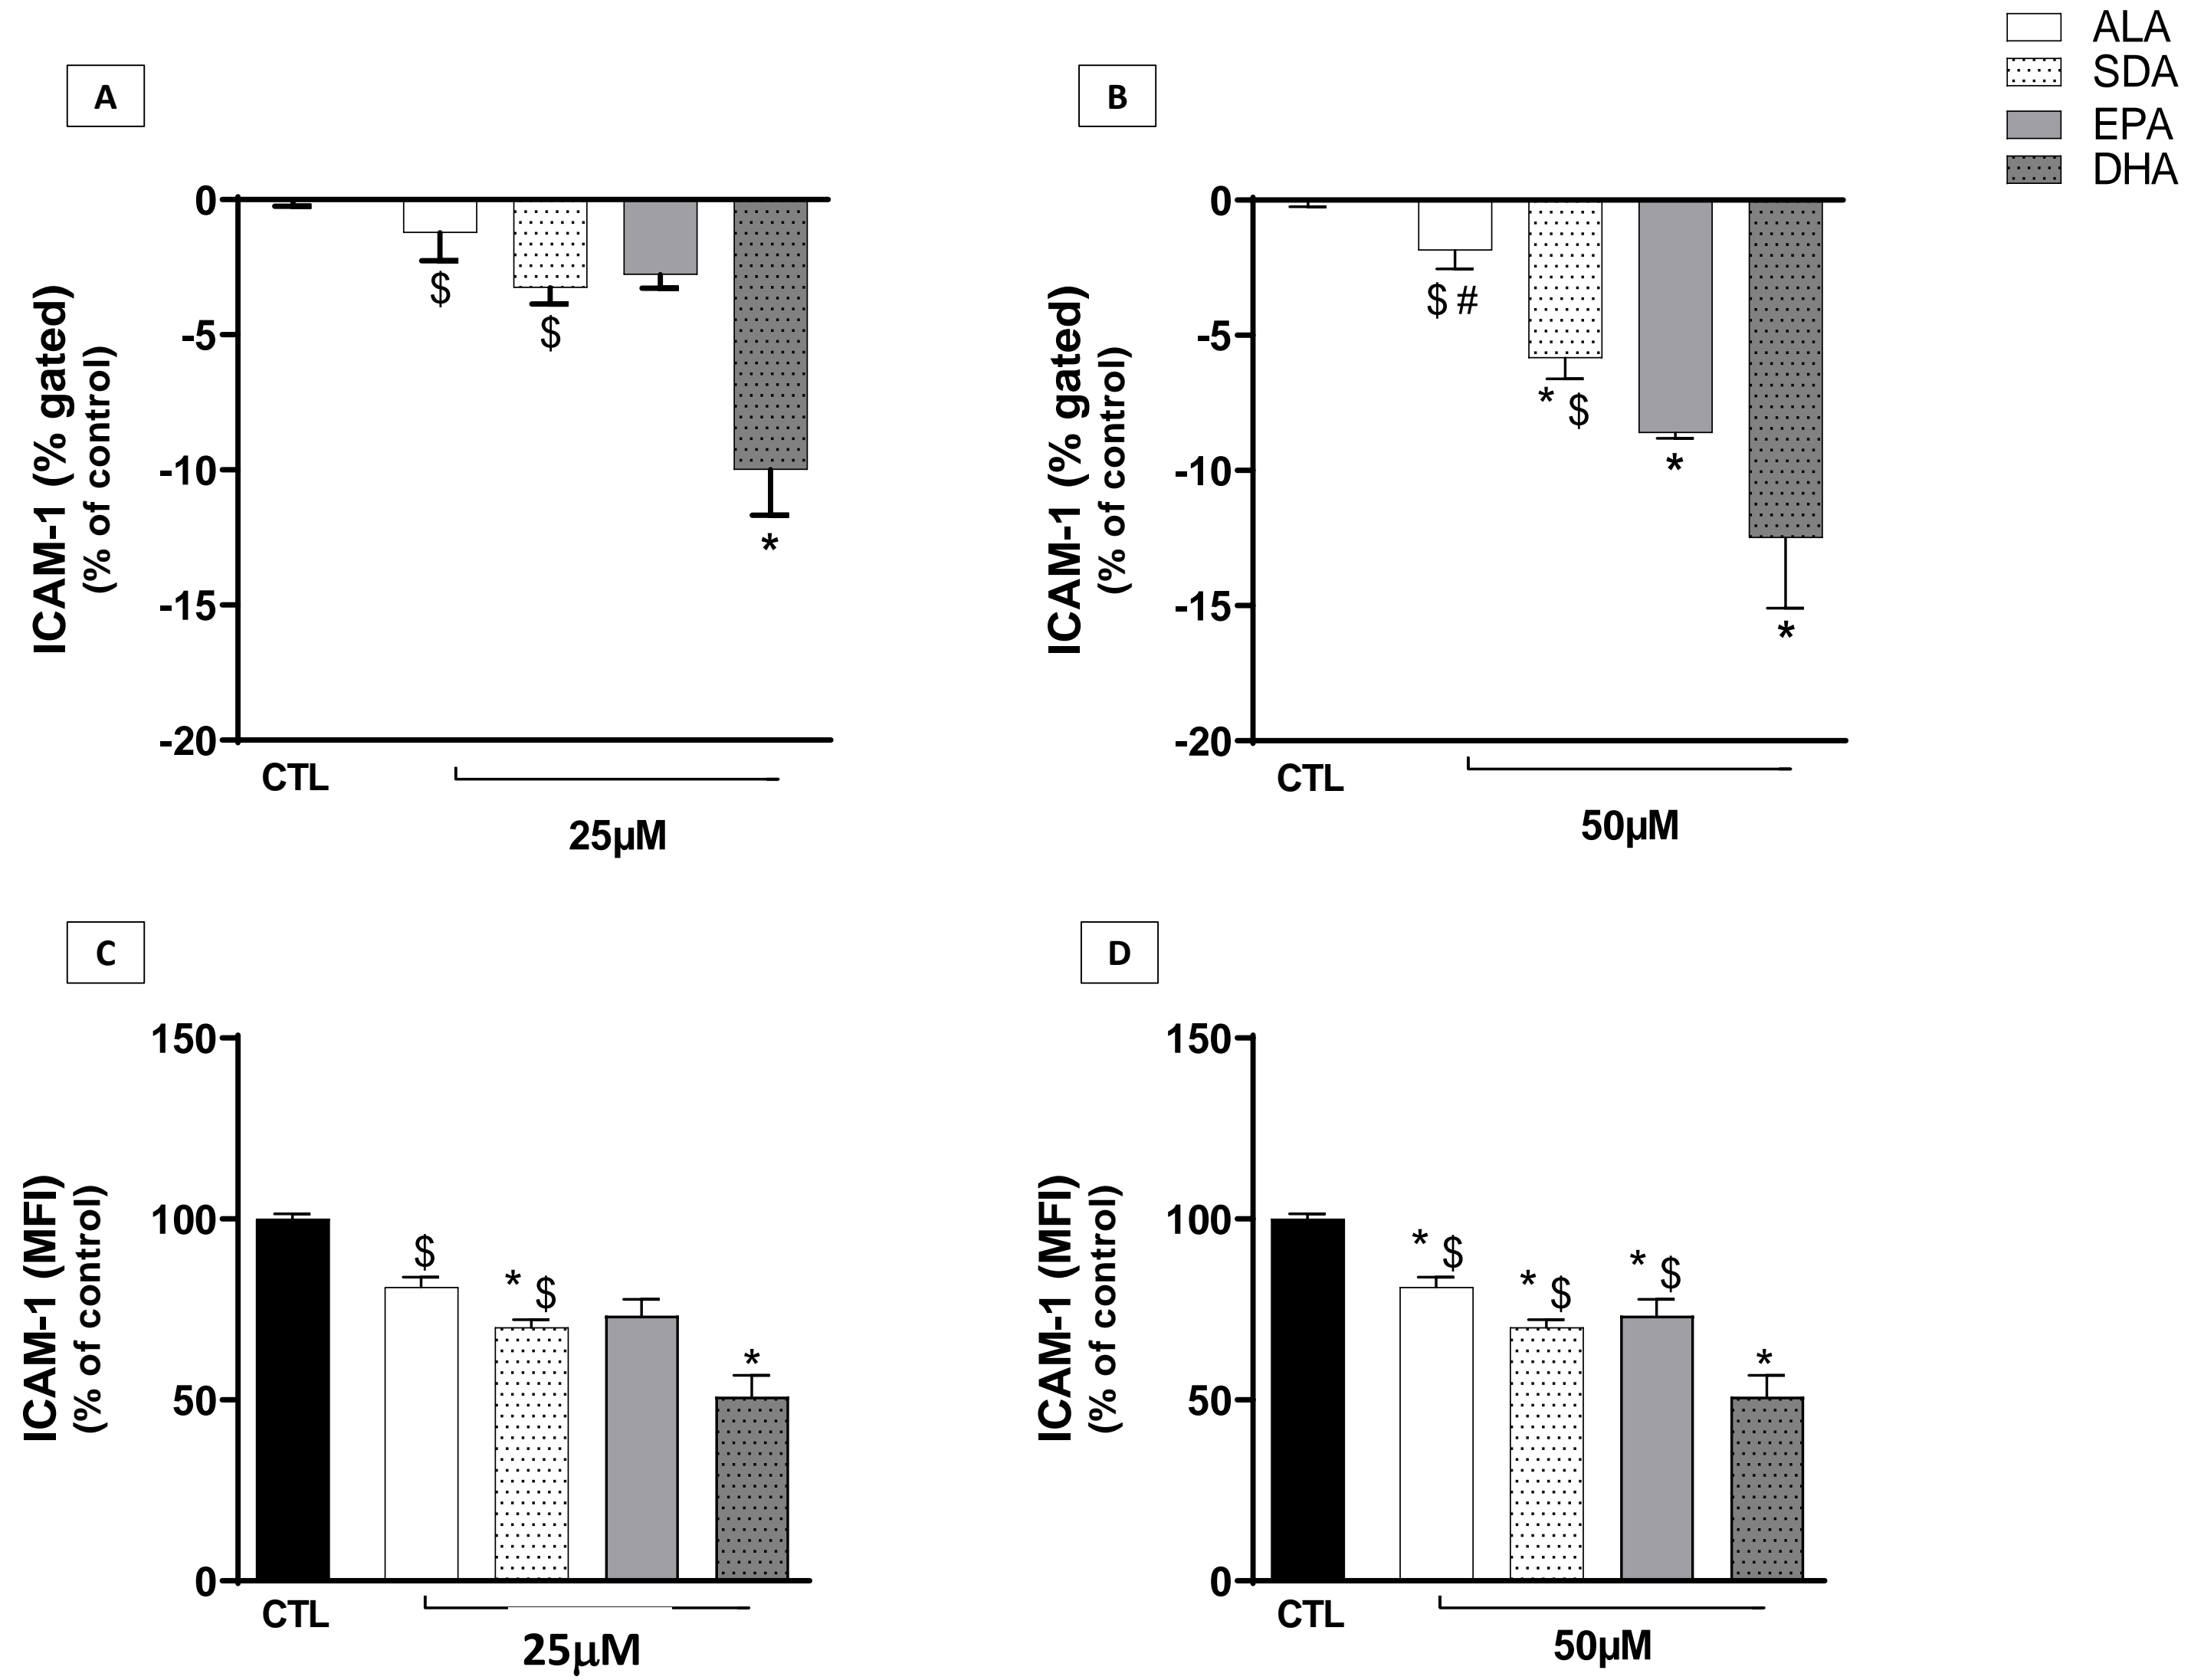 ALA
SDA
EPA
DHA
A
ICAM-1 (% gated)
(% of control)
0
-5
-10
-15
-20
$
$
*
CTL
25µM
B
ICAM-1 (% gated)
(% of control)
0
-5
-10
-15
-20
$ #
* $
*
*
CTL
50µM
C
ICAM-1 (MFI)
(% of control)
150
100
50
0
$
* $
*
CTL
25µM
D
ICAM-1 (MFI)
(% of control)
150
100
50
0
* $
* $
* $
*
CTL
50µM